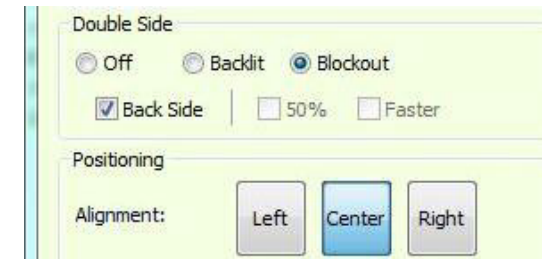 Double Side
Off Backlit Blockout
Back Side 50% Faster
Positioning
Alignment: Left Center Right